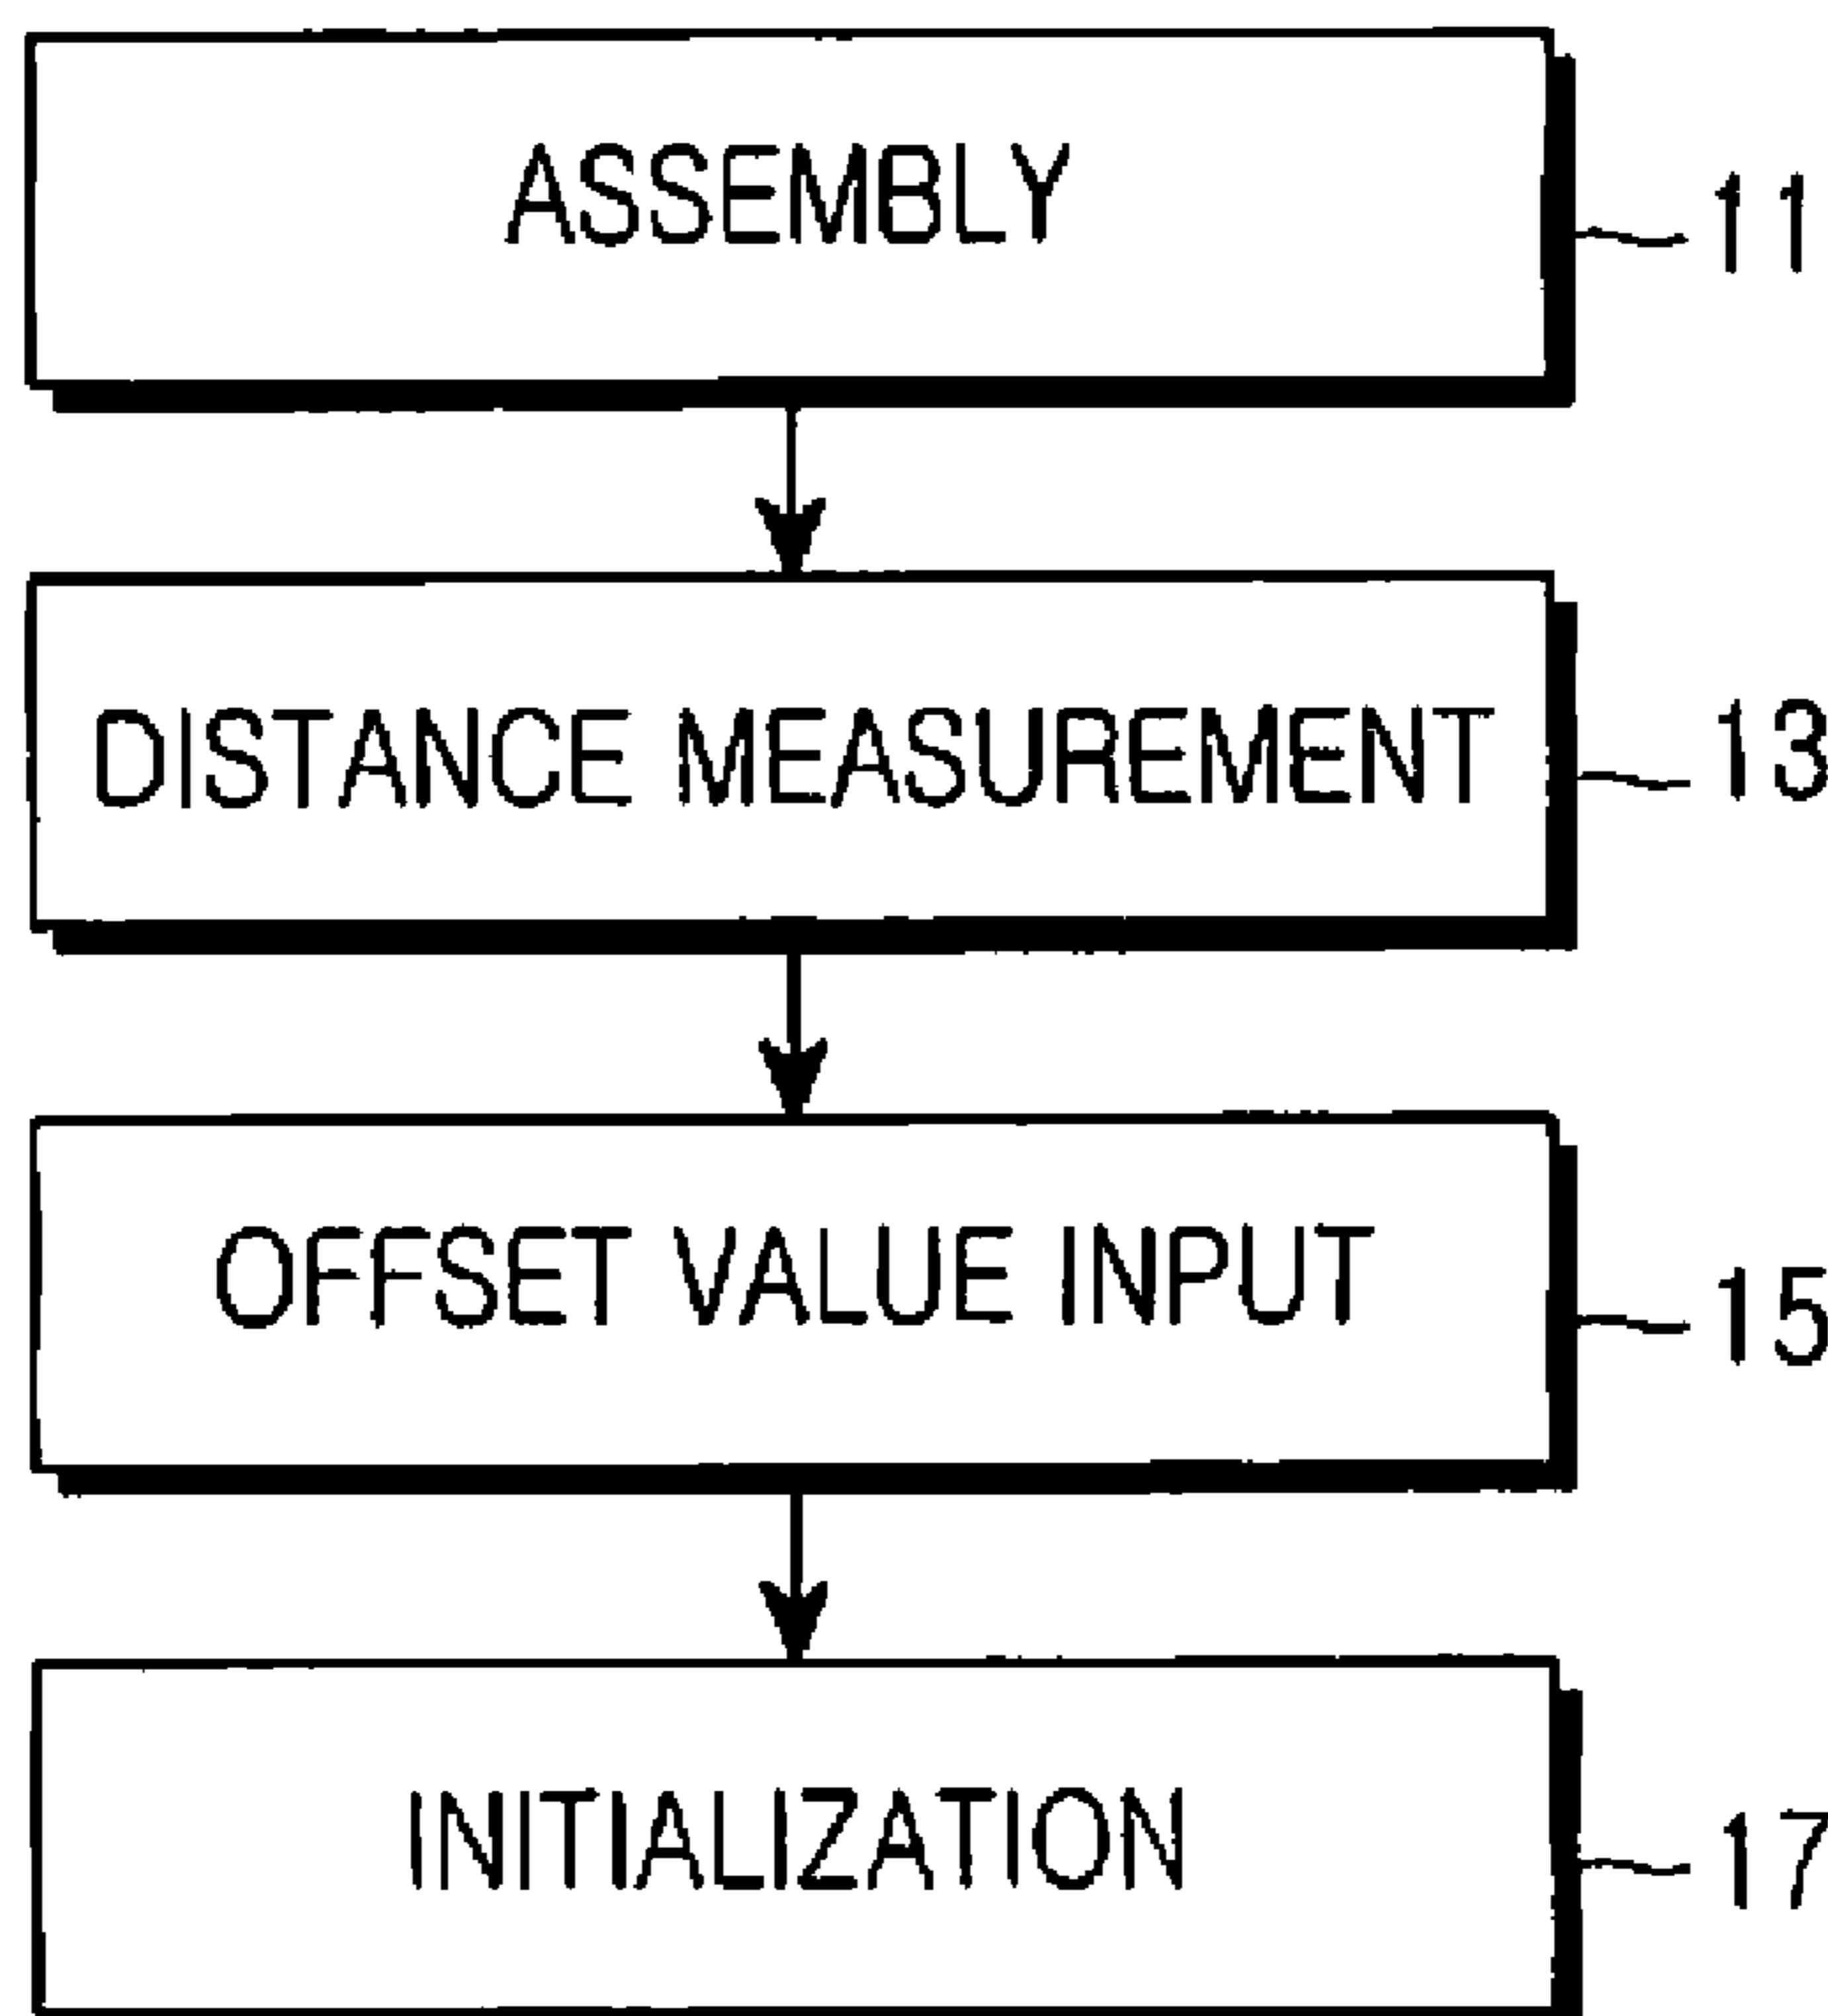 ASSEMBLY
11
DISTANCE MEASUREMENT
13
OFFSET VALUE INPUT
15
INITIALIZATION
17